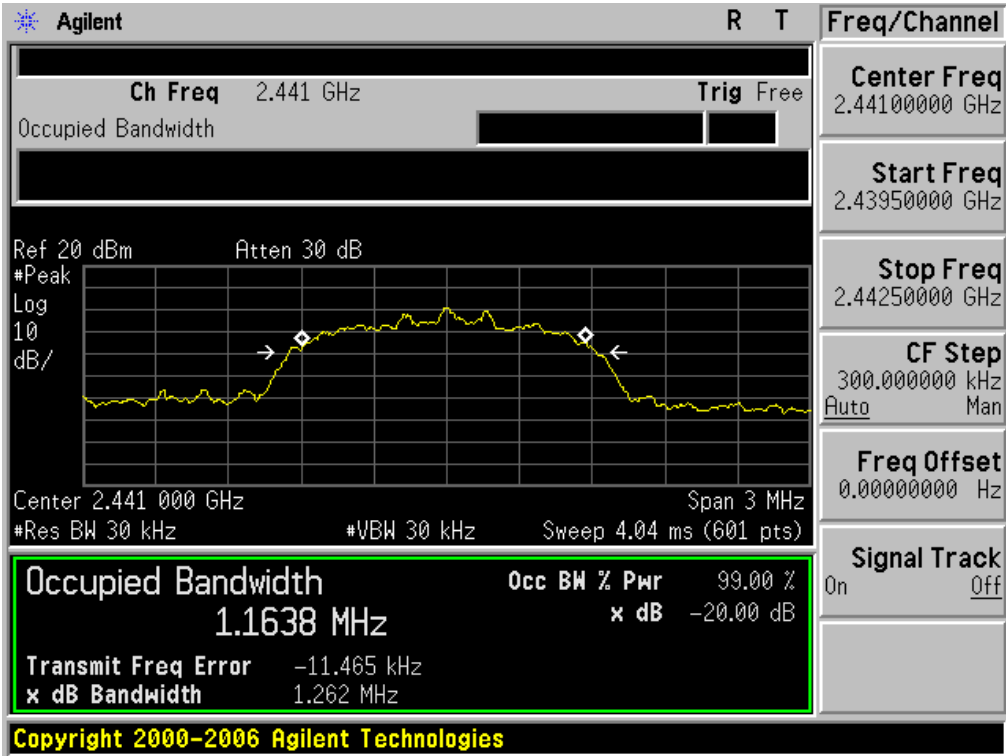 Agilent R T Freq/Channel
Ch Freq 2.441 GHz Trig Free
Occupied Bandwidth
Center Freq
2.44100000 GHz
Start Freq
2.43950000 GHz
Stop Freq
2.44250000 GHz
CF Step
300.000000 kHz
Auto Man
Freq Offset
0.00000000 Hz
Signal Track
On Off
Ref 20 dBm Atten 30 dB
#Peak
Log
10
dB/
Center 2.441 000 GHz Span 3 MHz
#Res BW 30 kHz #VBW 30 kHz Sweep 4.04 ms (601 pts)
Occupied Bandwidth Occ BW % Pwr 99.00 %
1.1638 MHz x dB -20.00 dB
Transmit Freq Error -11.465 kHz
x dB Bandwidth 1.262 MHz
Copyright 2000-2006 Agilent Technologies